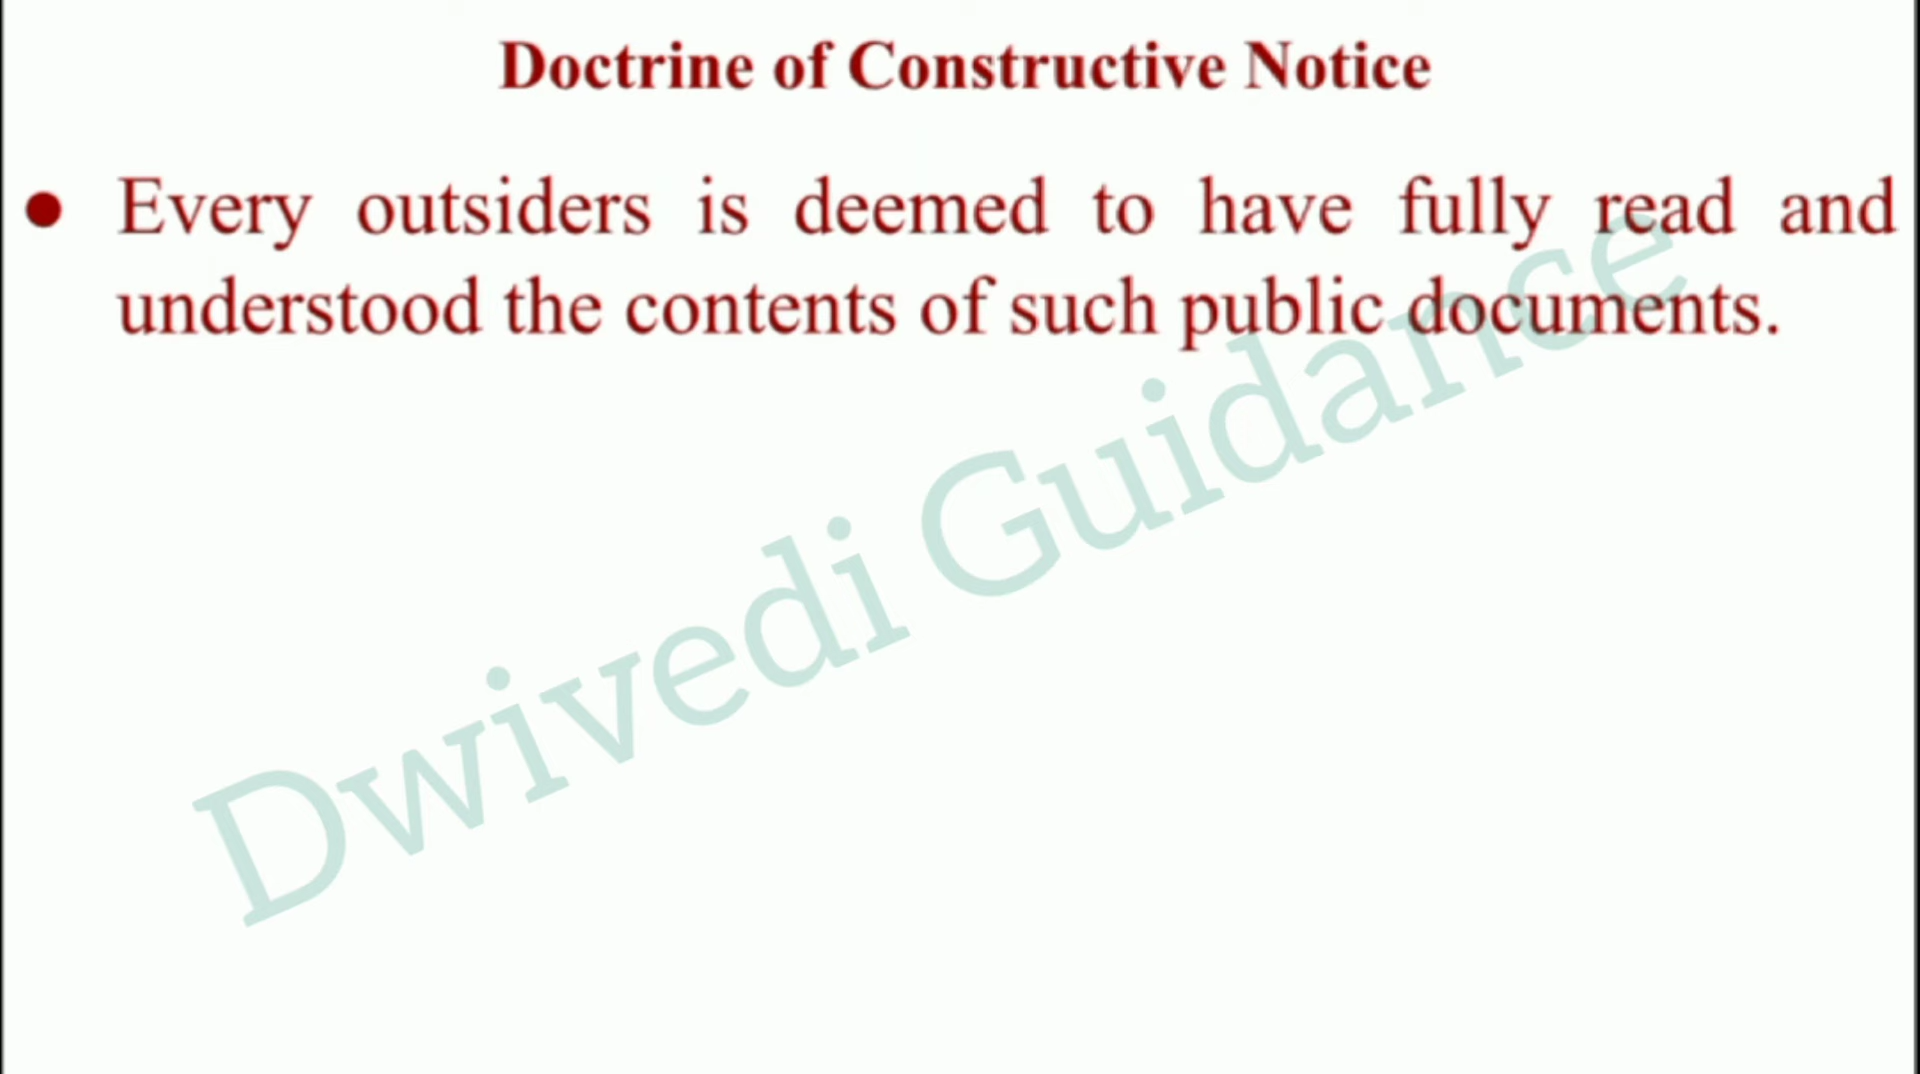 Doctrine of Constructive Notice
● Every outsiders is deemed to have fully read and
understood the contents of such public documents.
Dwivedi Guidance